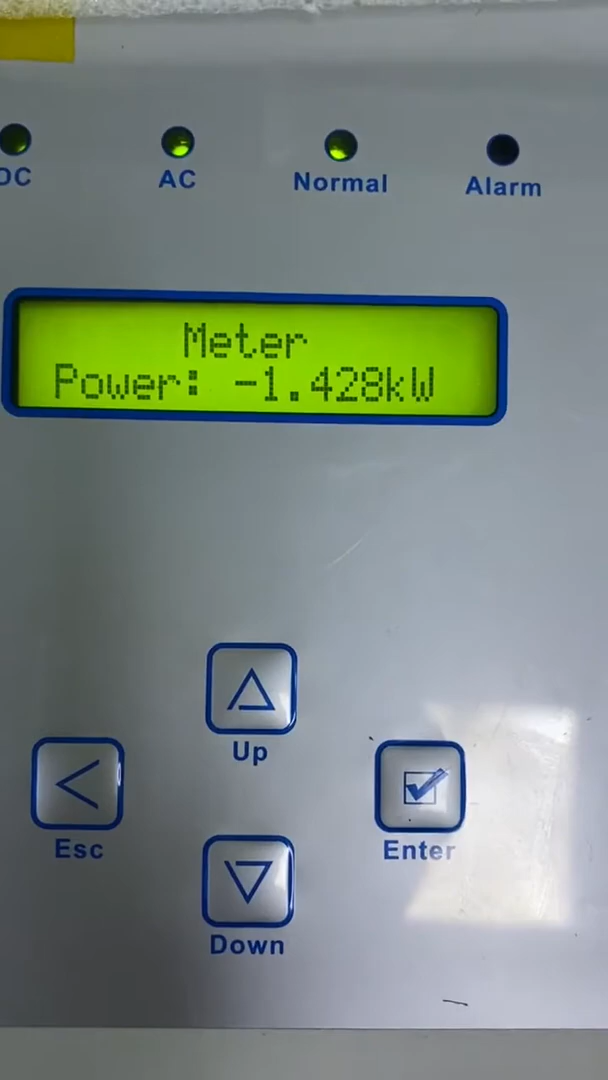 DC
AC
Normal
Alarm
Meter
Power: -1.428kW
Up
Esc
Enter
Down